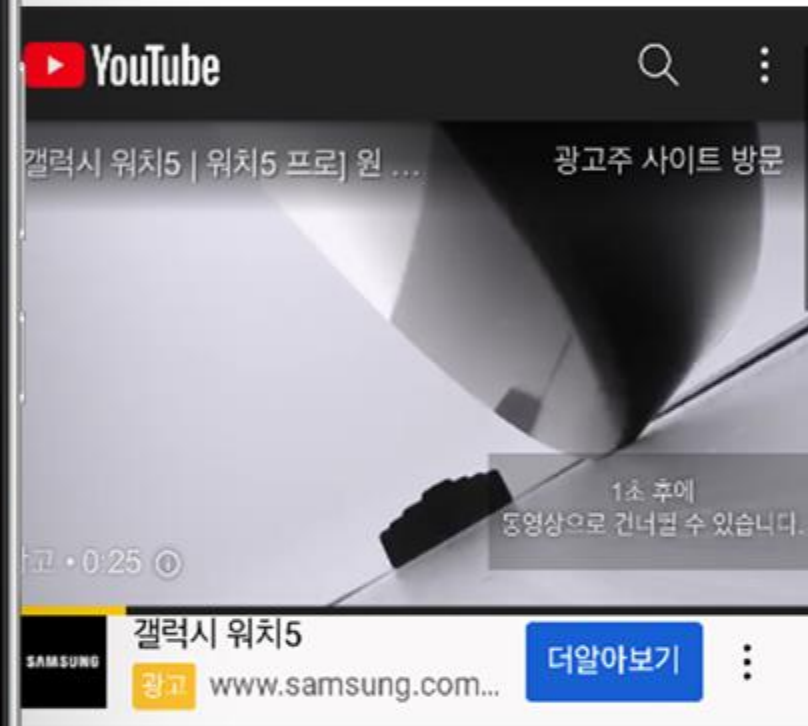 YouTube
갤럭시 워치5 | 워치5 프로] 원 ...
광고주 사이트 방문
1초 후에
동영상으로 건너뛸 수 있습니다.
광고 • 0:25
SAMSUNG
갤럭시 워치5
광고 www.samsung.com...
더알아보기